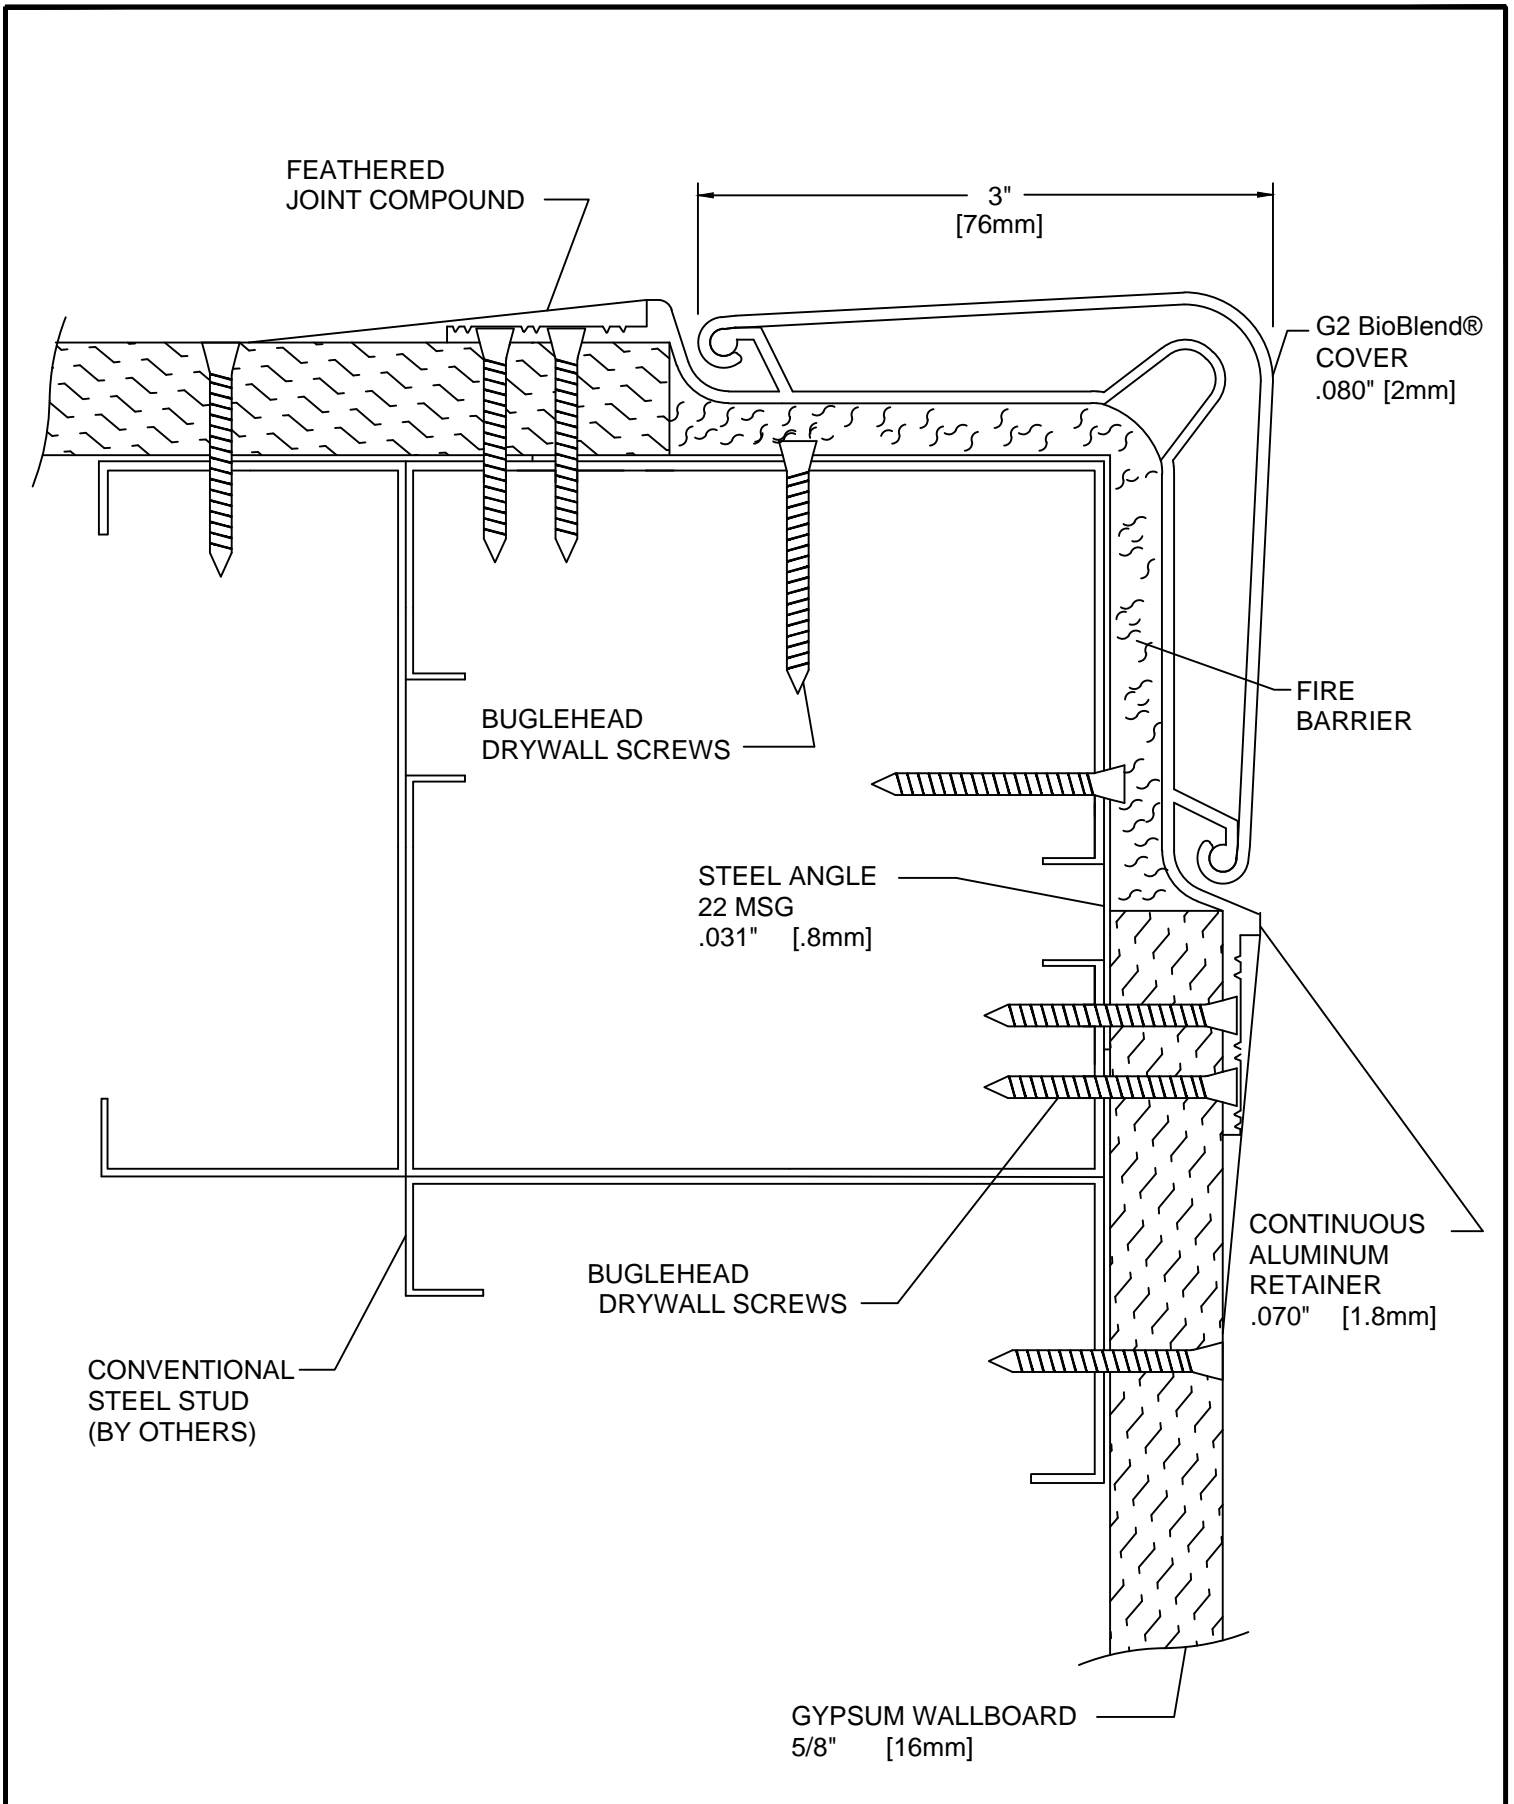 FEATHERED
JOINT COMPOUND
3"
[76mm]
G2 BioBlend®
COVER
.080" [2mm]
FIRE
BARRIER
BUGLEHEAD
DRYWALL SCREWS
STEEL ANGLE
22 MSG
.031" [.8mm]
CONTINUOUS
ALUMINUM
RETAINER
.070" [1.8mm]
BUGLEHEAD
DRYWALL SCREWS
CONVENTIONAL
STEEL STUD
(BY OTHERS)
GYPSUM WALLBOARD
5/8" [16mm]